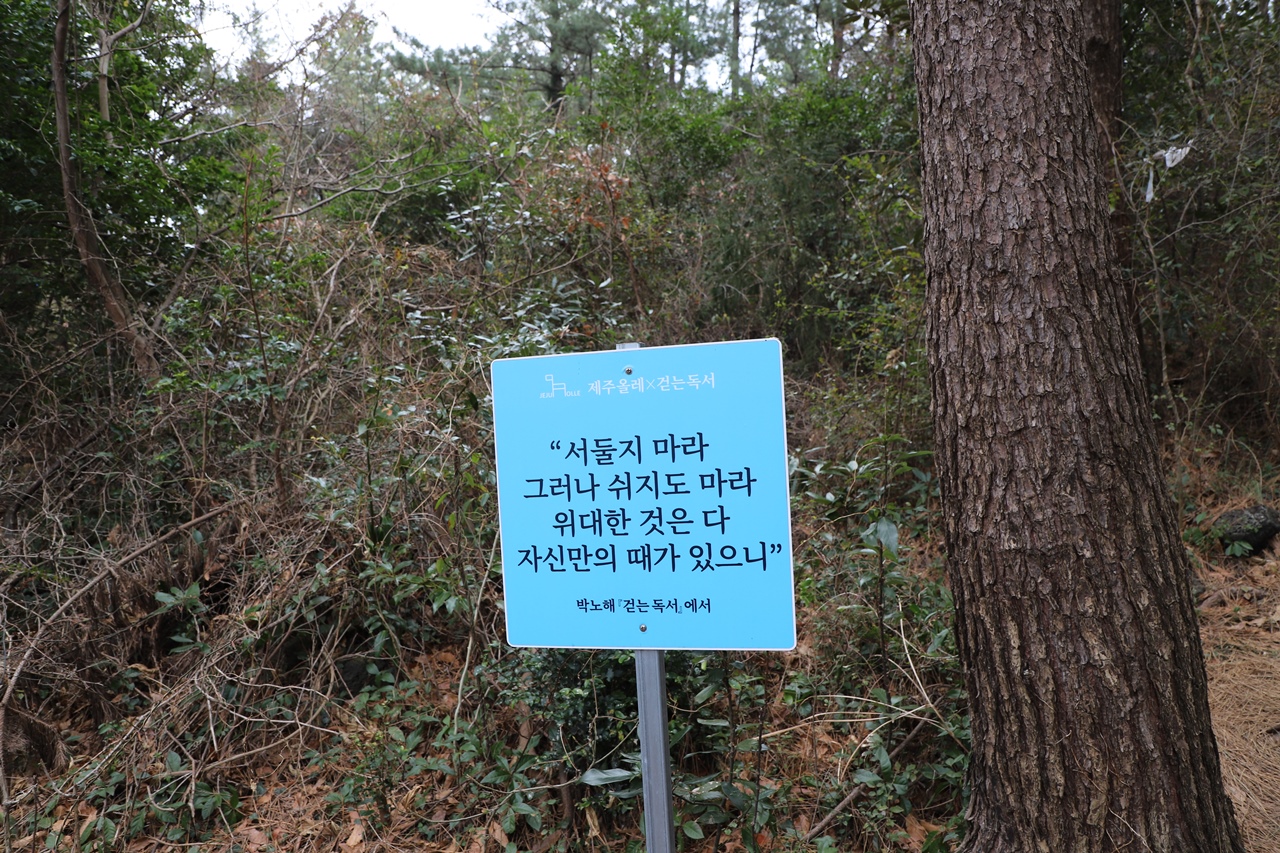 제주올레×걷는독서
“서둘지 마라
그러나 쉬지도 마라
위대한 것은 다
자신만의 때가 있으니”
박노해 『걷는 독서』에서